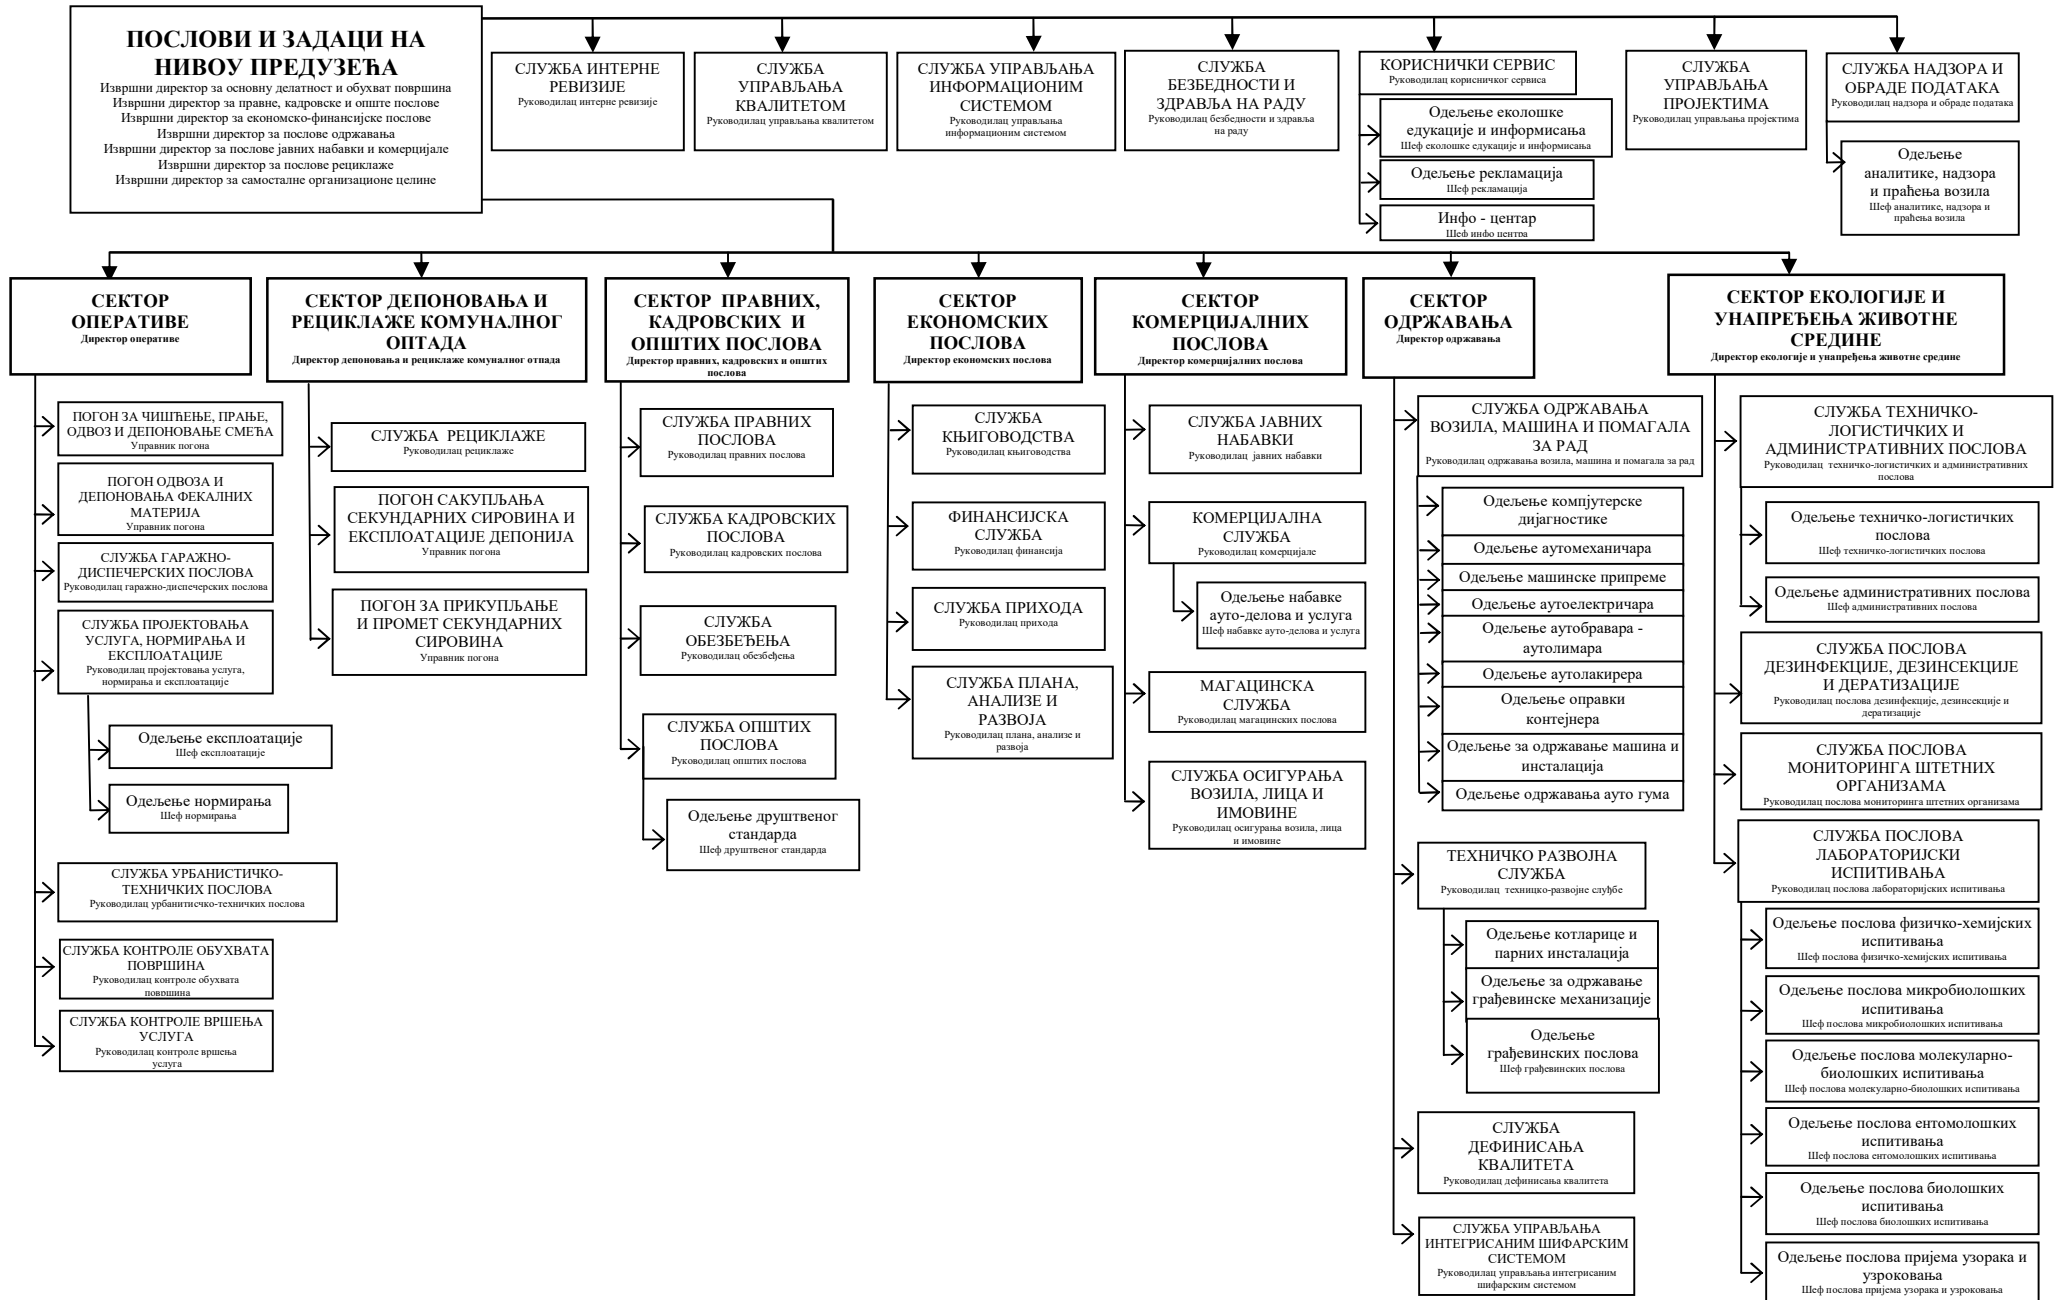 ПОСЛОВИ И ЗАДАЦИ НА
НИВОУ ПРЕДУЗЕЋА
Извршни директор за основну делатност и обухват површина
Извршни директор за правне, кадровске и опште послове
Извршни директор за економско-финансијске послове
Извршни директор за послове одржавања
Извршни директор за послове јавних набавки и комерцијале
Извршни директор за послове рециклаже
Извршни директор за самосталне организационе целине
СЛУЖБА ИНТЕРНЕ
РЕВИЗИЈЕ
Руководилац интерне ревизије
СЛУЖБА
УПРАВЉАЊА
КВАЛИТЕТОМ
Руководилац управљања квалитетом
СЛУЖБА УПРАВЉАЊА
ИНФОРМАЦИОНИМ
СИСТЕМОМ
Руководилац управљања
информационим системом
СЛУЖБА
БЕЗБЕДНОСТИ И
ЗДРАВЉА НА РАДУ
Руководилац безбедности и здравља
на раду
КОРИСНИЧКИ СЕРВИС
Руководилац корисничког сервиса
Одељење еколошке
едукације и информисања
Шеф еколошке едукације и информисања
Одељење рекламација
Шеф рекламација
Инфо - центар
Шеф инфо центра
СЛУЖБА
УПРАВЉАЊА
ПРОЈЕКТИМА
Руководилац управљања пројектима
СЛУЖБА НАДЗОРА И
ОБРАДЕ ПОДАТАКА
Руководилац надзора и обраде података
Одељење
аналитике, надзора
и праћења возила
Шеф аналитике, надзора и
праћења возила
СЕКТОР
ОПЕРАТИВЕ
Директор оперативе
ПОГОН ЗА ЧИШЋЕЊЕ, ПРАЊЕ,
ОДВОЗ И ДЕПОНОВАЊЕ СМЕЋА
Управник погона
ПОГОН ОДВОЗА И
ДЕПОНОВАЊА ФЕКАЛНИХ
МАТЕРИЈА
Управник погона
СЛУЖБА ГАРАЖНО-
ДИСПЕЧЕРСКИХ ПОСЛОВА
Руководилац гаражно-диспечерских послова
СЛУЖБА ПРОЈЕКТОВАЊА
УСЛУГА, НОРМИРАЊА И
ЕКСПЛОАТАЦИЈЕ
Руководилац пројектовања услуга,
нормирања и експлоатације
Одељење експлоатације
Шеф експлоатације
Одељење нормирања
Шеф нормирања
СЛУЖБА УРБАНИСТИЧКО-
ТЕХНИЧКИХ ПОСЛОВА
Руководилац урбанитисчко-техничких послова
СЛУЖБА КОНТРОЛЕ ОБУХВАТА
ПОВРШИНА
Руководилац контроле обухвата
површина
СЛУЖБА КОНТРОЛЕ ВРШЕЊА
УСЛУГА
Руководилац контроле вршења
услуга
СЕКТОР ДЕПОНОВАЊА И
РЕЦИКЛАЖЕ КОМУНАЛНОГ
ОПТАДА
Директор депоновања и рециклаже комуналног отпада
СЛУЖБА РЕЦИКЛАЖЕ
Руководилац рециклаже
ПОГОН САКУПЉАЊА
СЕКУНДАРНИХ СИРОВИНА И
ЕКСПЛОАТАЦИЈЕ ДЕПОНИЈА
Управник погона
ПОГОН ЗА ПРИКУПЉАЊЕ
И ПРОМЕТ СЕКУНДАРНИХ
СИРОВИНА
Управник погона
СЕКТОР ПРАВНИХ,
КАДРОВСКИХ И
ОПШТИХ ПОСЛОВА
Директор правних, кадровских и општих
послова
СЛУЖБА ПРАВНИХ
ПОСЛОВА
Руководилац правних послова
СЛУЖБА КАДРОВСКИХ
ПОСЛОВА
Руководилац кадровских послова
СЛУЖБА
ОБЕЗБЕЂЕЊА
Руководилац обезбеђења
СЛУЖБА ОПШТИХ
ПОСЛОВА
Руководилац општих послова
Одељење друштвеног
стандарда
Шеф друштвеног стандарда
СЕКТОР
ЕКОНОМСКИХ
ПОСЛОВА
Директор економских послова
СЛУЖБА
КЊИГОВОДСТВА
Руководилац књиговодства
ФИНАНСИЈСКА
СЛУЖБА
Руководилац финансија
СЛУЖБА ПРИХОДА
Руководилац прихода
СЛУЖБА ПЛАНА,
АНАЛИЗЕ И
РАЗВОЈА
Руководилац плана, анализе и
развоја
СЕКТОР
КОМЕРЦИЈАЛНИХ
ПОСЛОВА
Директор комерцијалних послова
СЛУЖБА ЈАВНИХ
НАБАВКИ
Руководилац јавних набавки
КОМЕРЦИЈАЛНА
СЛУЖБА
Руководилац комерцијале
Одељење набавке
ауто-делова и услуга
Шеф набавке ауто-делова и услуга
МАГАЦИНСКА
СЛУЖБА
Руководилац магацинских послова
СЛУЖБА ОСИГУРАЊА
ВОЗИЛА, ЛИЦА И
ИМОВИНЕ
Руководилац осигурања возила, лица
и имовине
СЕКТОР
ОДРЖАВАЊА
Директор одржавања
СЛУЖБА ОДРЖАВАЊА
ВОЗИЛА, МАШИНА И ПОМАГАЛА
ЗА РАД
Руководилац одржавања возила, машина и помагала за рад
Одељење компјутерске
дијагностике
Одељење аутомеханичара
Одељење машинске припреме
Одељење аутоелектричара
Одељење аутобравара -
аутолимара
Одељење аутолакирера
Одељење оправки
контејнера
Одељење за одржавање машина и
инсталација
Одељење одржавања ауто гума
ТЕХНИЧКО РАЗВОЈНА
СЛУЖБА
Руководилац техницко-развојне слуђбе
Одељење котларице и
парних инсталација
Одељење за одржавање
грађевинске механизације
Одељење
грађевинских послова
Шеф грађевинских послова
СЛУЖБА
ДЕФИНИСАЊА
КВАЛИТЕТА
Руководилац дефинисања квалитета
СЛУЖБА УПРАВЉАЊА
ИНТЕГРИСАНИМ ШИФАРСКИМ
СИСТЕМОМ
Руководилац управљања интегрисаним
шифарским системом
СЕКТОР ЕКОЛОГИЈЕ И
УНАПРЕЂЕЊА ЖИВОТНЕ
СРЕДИНЕ
Директор екологије и унапређења животне средине
СЛУЖБА ТЕХНИЧКО-
ЛОГИСТИЧКИХ И
АДМИНИСТРАТИВНИХ ПОСЛОВА
Руководилац техничко-логистичких и административних
послова
Одељење техничко-логистичких
послова
Шеф техничко-логистичких послова
Одељење административних послова
Шеф административних послова
СЛУЖБА ПОСЛОВА
ДЕЗИНФЕКЦИЈЕ, ДЕЗИНСЕКЦИЈЕ
И ДЕРАТИЗАЦИЈЕ
Руководилац послова дезинфекције, дезинсекције и
дератизације
СЛУЖБА ПОСЛОВА
МОНИТОРИНГА ШТЕТНИХ
ОРГАНИЗАМА
Руководилац послова мониторинга штетних организама
СЛУЖБА ПОСЛОВА
ЛАБОРАТОРИЈСКИ
ИСПИТИВАЊА
Руководилац послова лабораторијских испитивања
Одељење послова физичко-хемијских
испитивања
Шеф послова физичко-хемијских испитивања
Одељење послова микробиолошких
испитивања
Шеф послова микробиолошких испитивања
Одељење послова молекуларно-
биолошких испитивања
Шеф послова молекуларно-биолошких испитивања
Одељење послова ентомолошких
испитивања
Шеф послова ентомолошких испитивања
Одељење послова биолошких
испитивања
Шеф послова биолошких испитивања
Одељење послова пријема узорака и
узроковања
Шеф послова пријема узорака и узроковања